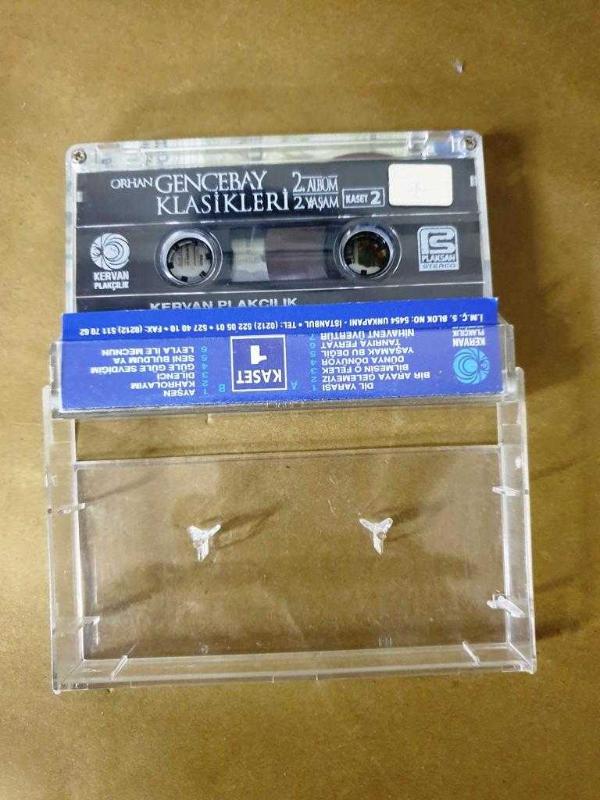 ORHAN GENCEBAY
KLASİKLERİ
2. ALBÜM
2. YAŞAM
KASET 2
KERVAN
PLAKÇILIK
PLAKSAN
STEREO
KERVAN PLAKÇILIK
İ.M.Ç. 5. BLOK NO: 5454 UNKAPANI - İSTANBUL • TEL: (0212) 522 05 01 • 527 40 10 • FAX: (0212) 511 70 62
KERVAN
PLAKÇILIK
KASET
1
A
1 DİL YARASI
2 BİR ARAYA GELEMEYİZ
3 BİLMESİN O FELEK
4 DÜNYA DÖNÜYOR
5 YAŞAMAK BU DEĞİL
6 TANRIYA FERYAT
7 NİHAVENT ÜVERTÜR
B
1 AYŞEN
2 KAHROLAYIM
3 DİLENCİ
4 GÜLE GÜLE SEVDİĞİM
5 SENİ BULDUM YA
6 LEYLA İLE MECNUN